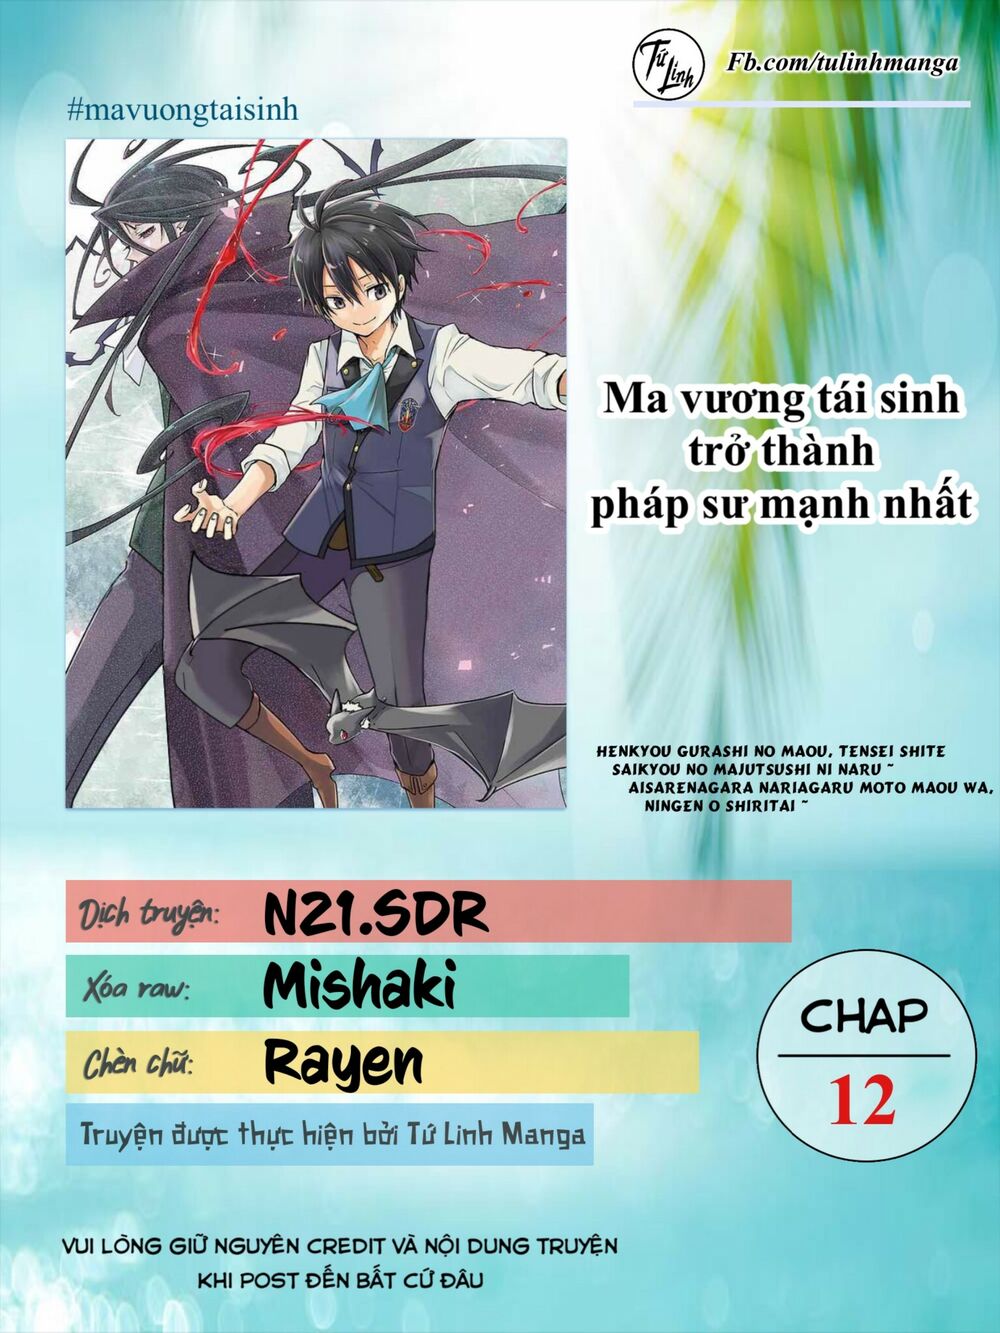 Tứ Linh
Fb.com/tulinhmanga
#mavuongtaisinh
Ma vương tái sinh
trở thành
pháp sư mạnh nhất
HENKYOU GURASHI NO MAOU, TENSEI SHITE
SAIKYOU NO MAJUTSUSHI NI NARU ~
AISARENAGARA NARIAGARU MOTO MAOU WA,
NINGEN O SHIRITAI ~
Dịch truyện: N21.SDR
Xóa raw: Mishaki
Chèn chữ: Rayen
Truyện được thực hiện bởi Tứ Linh Manga
CHAP
12
VUI LÒNG GIỮ NGUYÊN CREDIT VÀ NỘI DUNG TRUYỆN
KHI POST ĐẾN BẤT CỨ ĐÂU